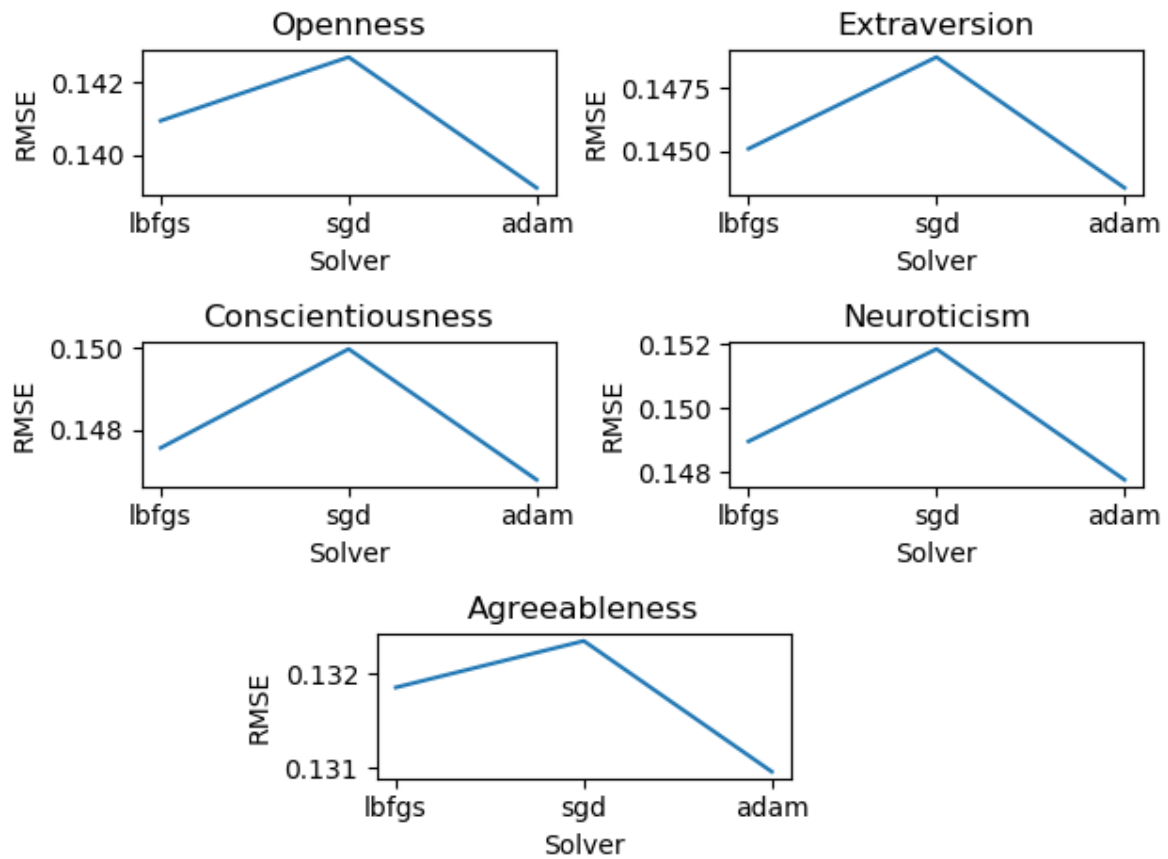 Openness
0.142
0.140
RMSE
lbfgs sgd adam
Solver
Extraversion
0.1475
0.1450
RMSE
lbfgs sgd adam
Solver
Conscientiousness
0.150
0.148
RMSE
lbfgs sgd adam
Solver
Neuroticism
0.152
0.150
0.148
RMSE
lbfgs sgd adam
Solver
Agreeableness
0.132
0.131
RMSE
lbfgs sgd adam
Solver